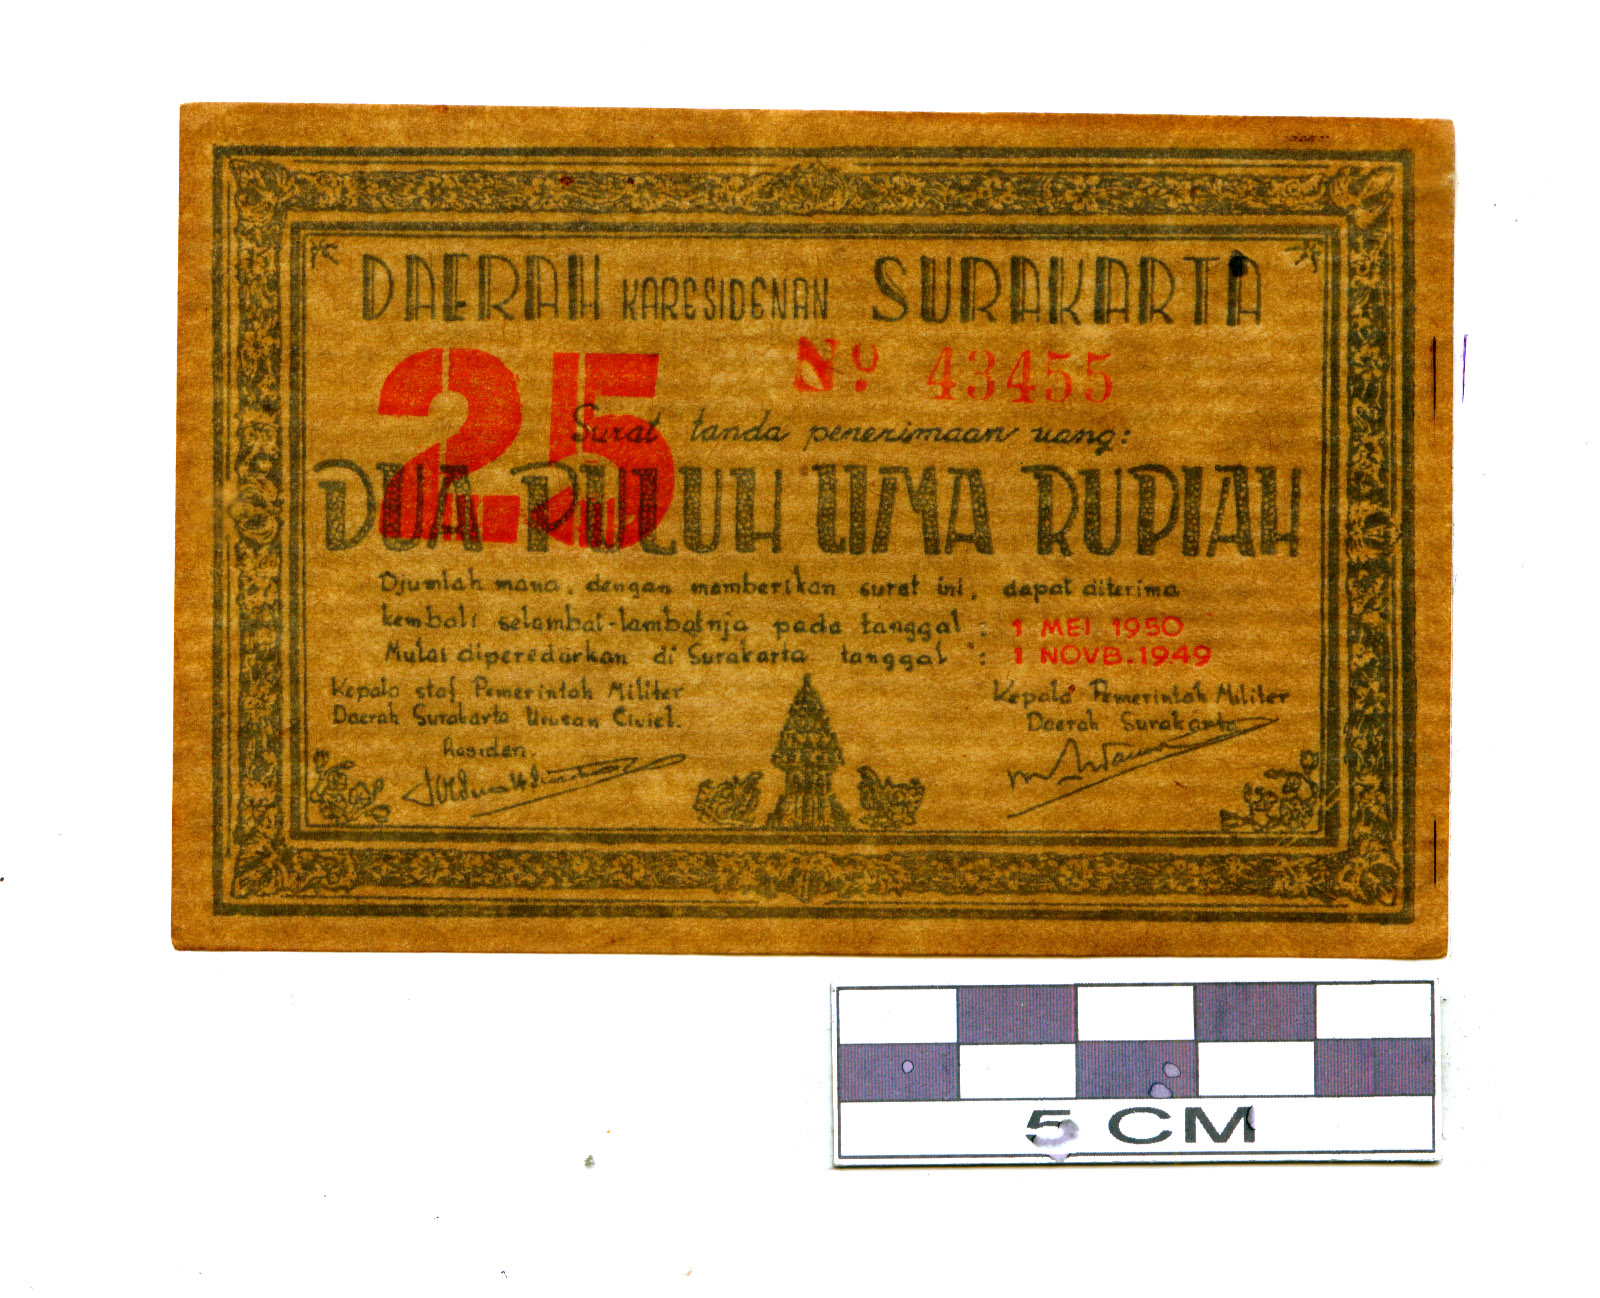 DAERAH KARESIDENAN SURAKARTA
25
No 43455
Surat tanda penerimaan uang:
DUA PULUH LIMA RUPIAH
Djumlah mana, dengan memberikan surat ini, dapat diterima
kembali selambat-lambatnja pada tanggal : 1 MEI 1950
Mulai diperedarkan di Surakarta tanggal : 1 NOVB.1949
Kepala staf Pemerintah Militer
Daerah Surakarta Urusan Civiel.
Residen.
Kepala Pemerintah Militer
Daerah Surakarta
5 CM